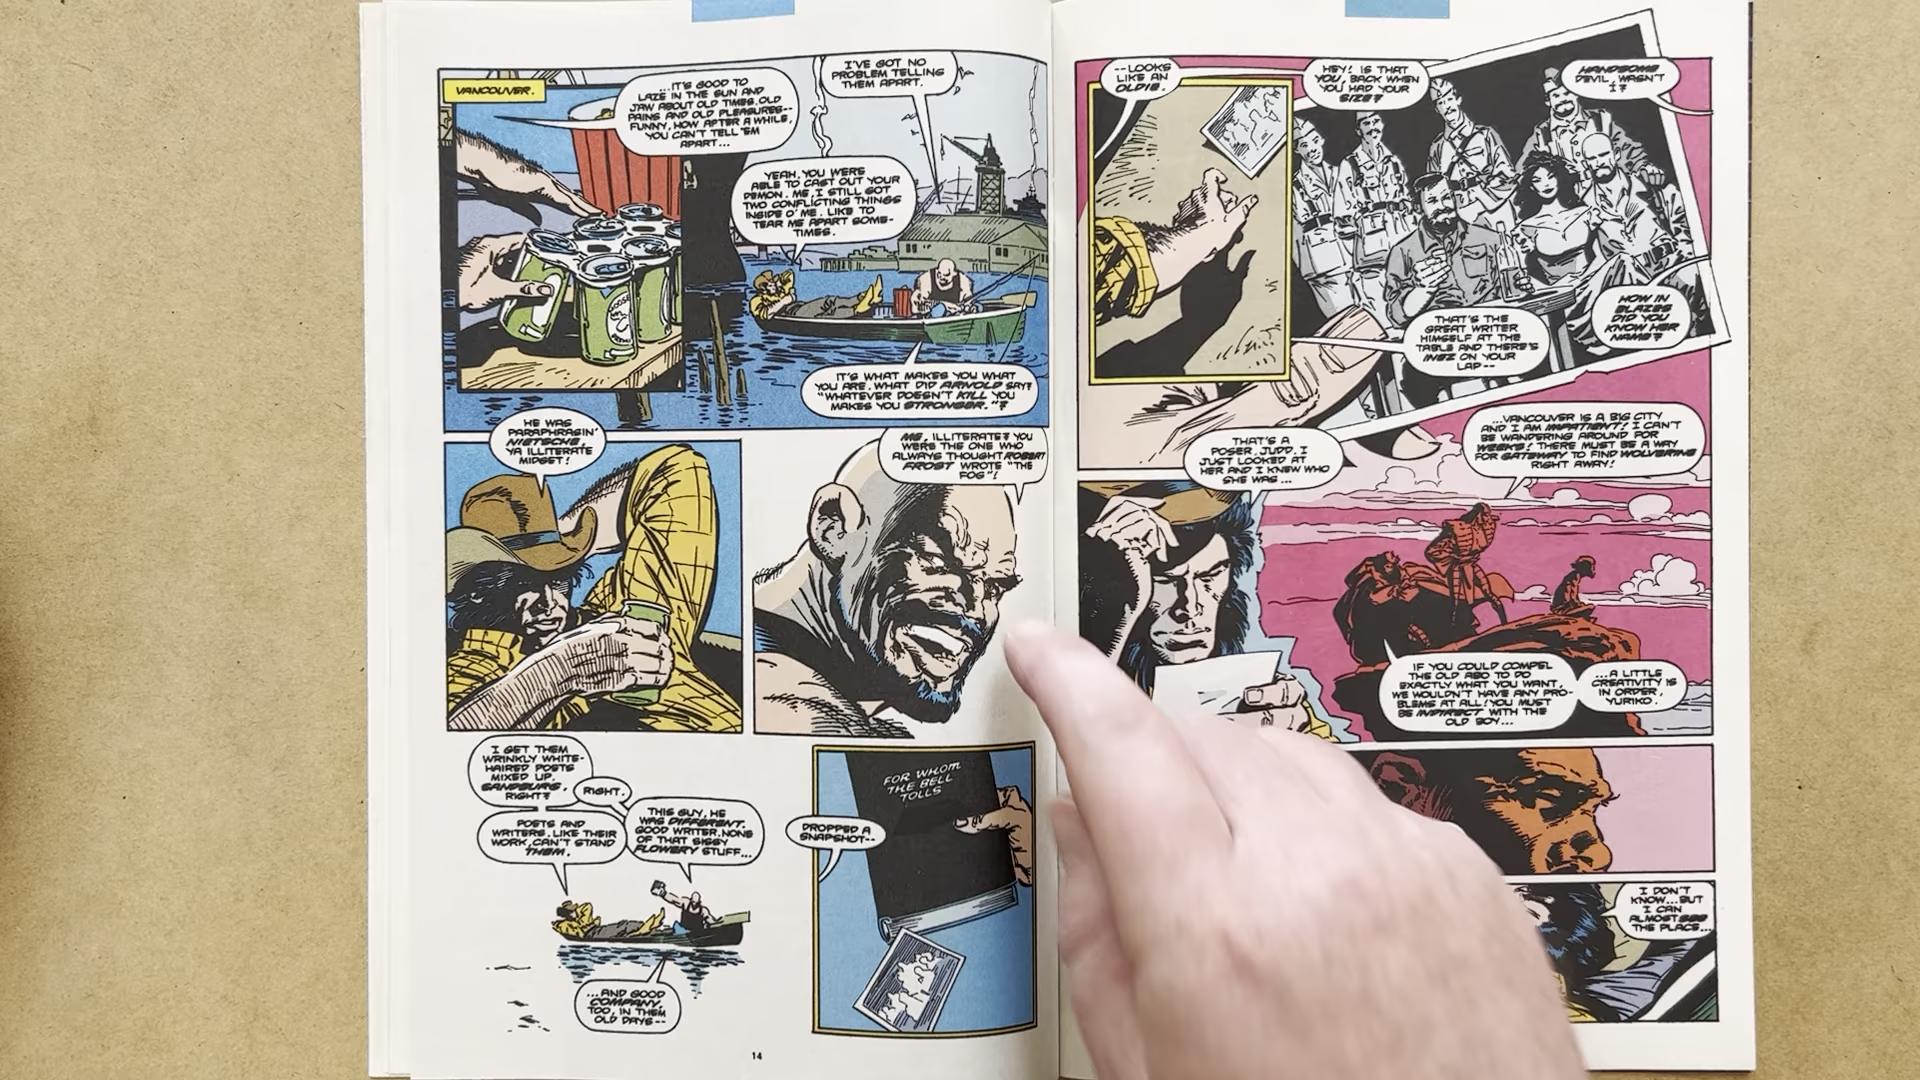 VANCOUVER.
...IT'S GOOD TO
LAZE IN THE SUN AND
JAW ABOUT OLD TIMES, OLD
PAINS AND OLD PLEASURES--
FUNNY, HOW AFTER A WHILE,
YOU CAN'T TELL 'EM
APART...
I'VE GOT NO
PROBLEM TELLING
THEM APART.
YEAH, YOU WERE
ABLE TO CAST OUT YOUR
DEMON. ME, I STILL GOT
TWO CONFLICTING THINGS
INSIDE O' ME. LIKE TO
TEAR ME APART SOME-
TIMES.
IT'S WHAT MAKES YOU WHAT
YOU ARE. WHAT DID ARNOLD SAY?
"WHATEVER DOESN'T KILL YOU
MAKES YOU STRONGER."?
HE WAS
PARAPHRASIN'
NIETSCHE,
YA ILLITERATE
MIDGET!
ME, ILLITERATE? YOU
WERE THE ONE WHO
ALWAYS THOUGHT ROBERT
FROST WROTE "THE
FOG"!
I GET THEM
WRINKLY WHITE-
HAIRED POETS
MIXED UP.
SANDBURG,
RIGHT?
RIGHT.
POETS AND
WRITERS, LIKE THEIR
WORK, CAN'T STAND
THEM.
THIS GUY, HE
WAS DIFFERENT.
GOOD WRITER. NONE
OF THAT SISSY
FLOWERY STUFF...
...AND GOOD
COMPANY,
TOO, IN THEM
OLD DAYS--
FOR WHOM
THE BELL
TOLLS
DROPPED A
SNAPSHOT--
14
--LOOKS
LIKE AN
OLDIE.
HEY! IS THAT
YOU, BACK WHEN
YOU HAD YOUR
SIZE?
HANDSOME
DEVIL, WASN'T
I?
THAT'S THE
GREAT WRITER
HIMSELF AT THE
TABLE AND THERE'S
INEZ ON YOUR
LAP--
HOW IN
BLAZES
DID YOU
KNOW HER
NAME?
THAT'S A
POSER, JUDD. I
JUST LOOKED AT
HER AND I KNEW WHO
SHE WAS...
...VANCOUVER IS A BIG CITY
AND I AM IMPATIENT! I CAN'T
BE WANDERING AROUND FOR
WEEKS! THERE MUST BE A WAY
FOR GATEWAY TO FIND WOLVERINE
RIGHT AWAY!
IF YOU COULD COMPEL
THE OLD ABO TO DO
EXACTLY WHAT YOU WANT,
WE WOULDN'T HAVE ANY PRO-
BLEMS AT ALL! YOU MUST
BE INDIRECT WITH THE
OLD BOY...
...A LITTLE
CREATIVITY IS
IN ORDER,
YURIKO.
I DON'T
KNOW...BUT
I CAN
ALMOST SEE
THE PLACE...